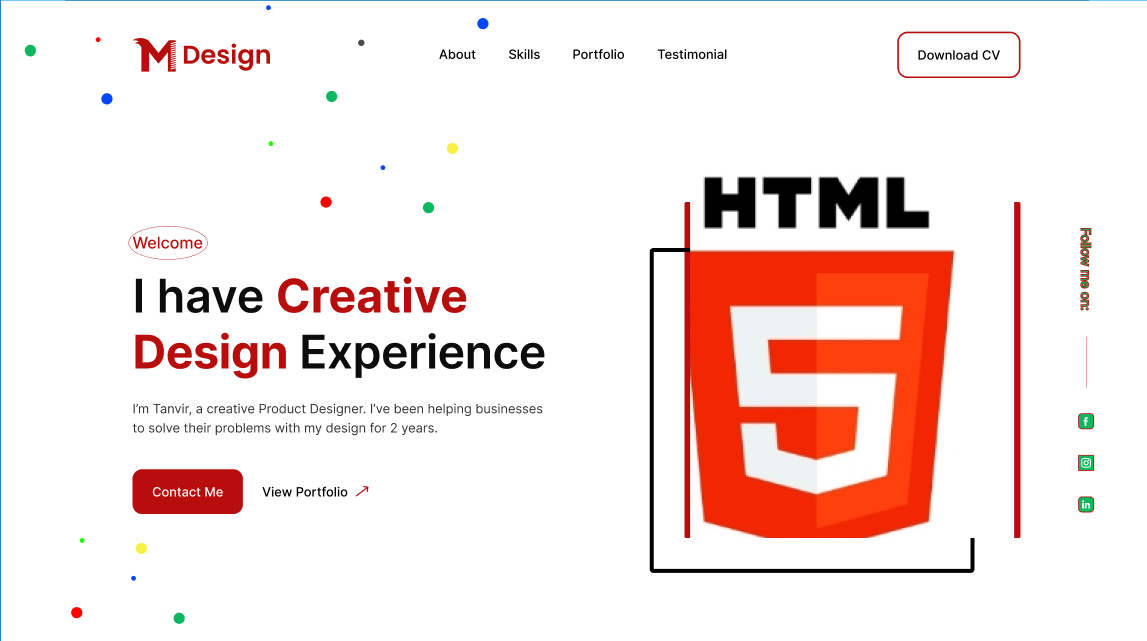 M Design
About Skills Portfolio Testimonial
Download CV
Welcome
I have Creative
Design Experience
I'm Tanvir, a creative Product Designer. I've been helping businesses
to solve their problems with my design for 2 years.
Contact Me
View Portfolio
HTML
5
Follow me on:
f
in